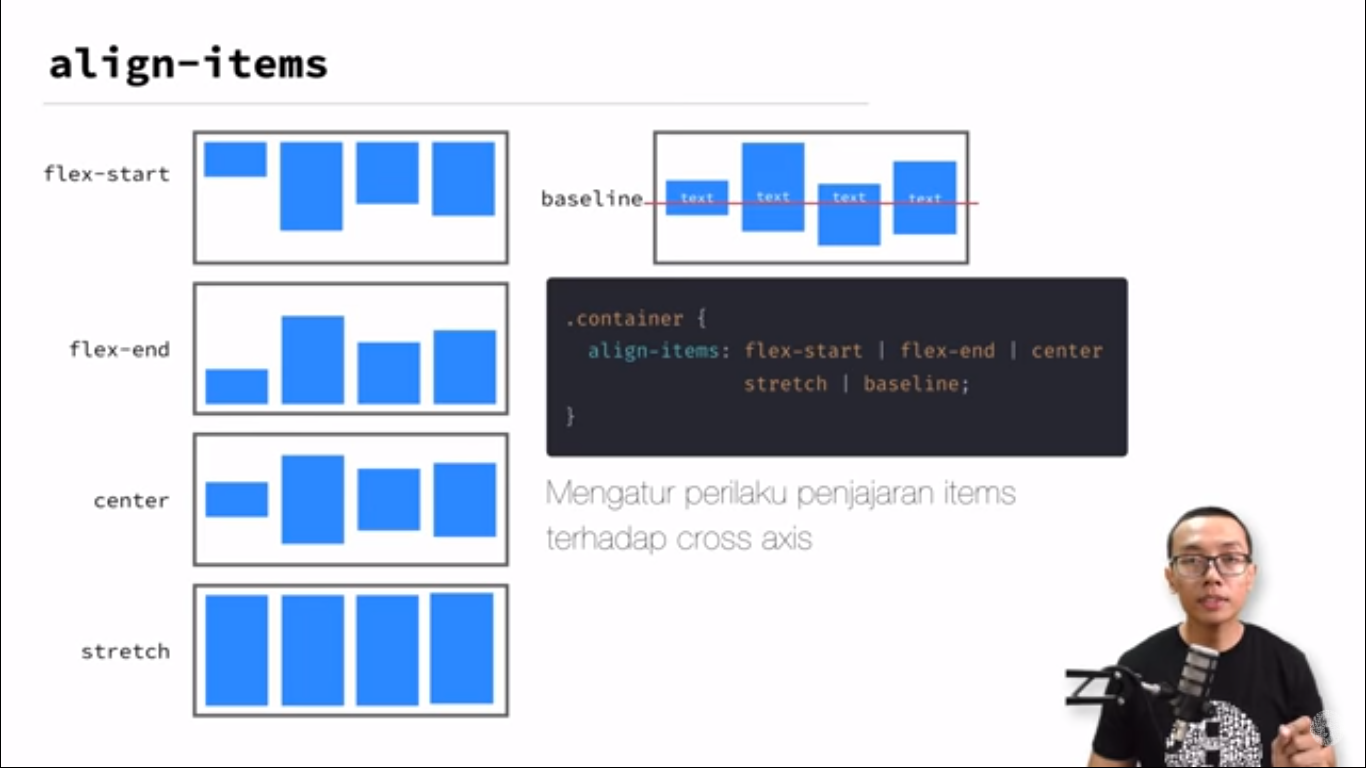 align-items
flex-start
flex-end
center
stretch
baseline
text text text text
.container {
align-items: flex-start | flex-end | center
stretch | baseline;
}
Mengatur perilaku penjajaran items
terhadap cross axis